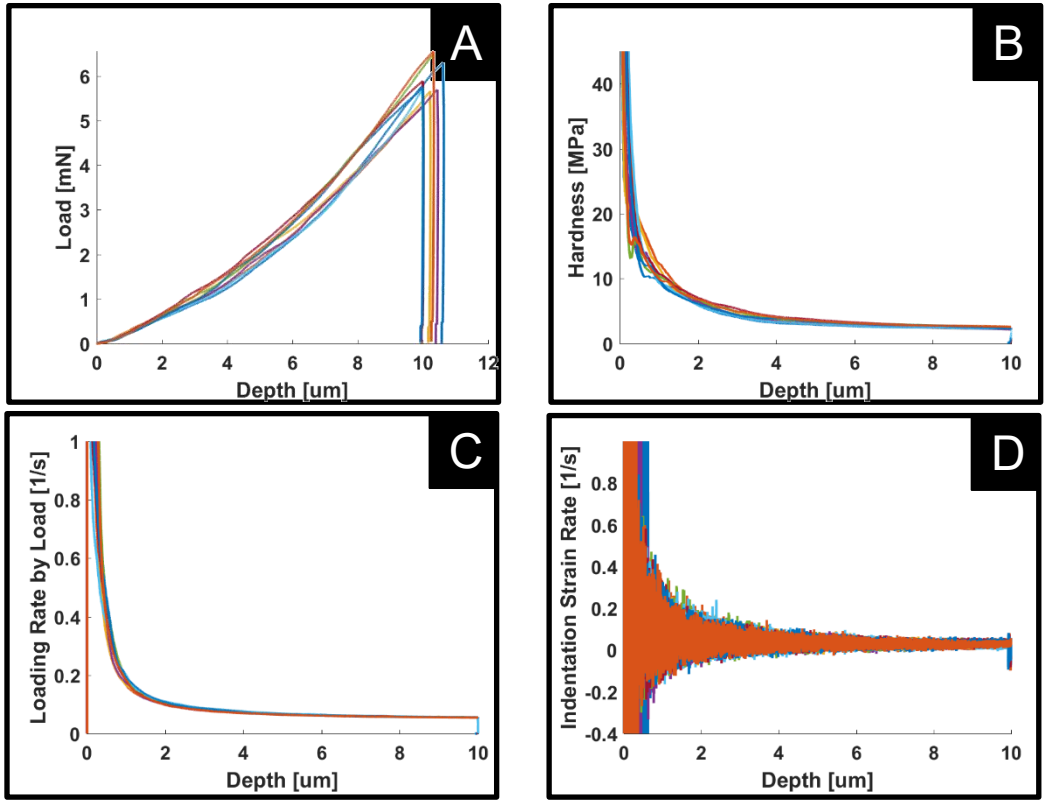 A
6
5
4
3
2
1
0
Load [mN]
0 2 4 6 8 10 12
Depth [um]
B
40
30
20
10
0
Hardness [MPa]
0 2 4 6 8 10
Depth [um]
C
1
0.8
0.6
0.4
0.2
0
Loading Rate by Load [1/s]
0 2 4 6 8 10
Depth [um]
D
0.8
0.6
0.4
0.2
0
-0.2
-0.4
Indentation Strain Rate [1/s]
0 2 4 6 8 10
Depth [um]